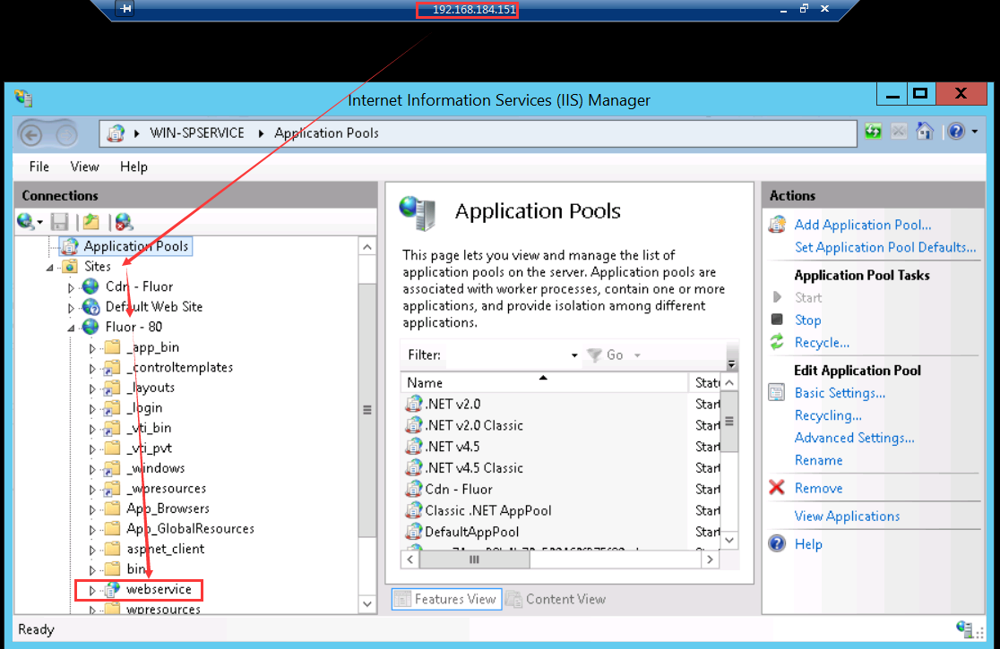 192.168.184.151
Internet Information Services (IIS) Manager
WIN-SPSERVICE
Application Pools
File View Help
Connections
Application Pools
Sites
Cdn - Fluor
Default Web Site
Fluor - 80
_app_bin
_controltemplates
_layouts
_login
_vti_bin
_vti_pvt
_windows
_wpresources
App_Browsers
App_GlobalResources
aspnet_client
bin
webservice
wpresources
Application Pools
This page lets you view and manage the list of
application pools on the server. Application pools are
associated with worker processes, contain one or more
applications, and provide isolation among different
applications.
Filter: Go
Name Stat
.NET v2.0 Start
.NET v2.0 Classic Start
.NET v4.5 Start
.NET v4.5 Classic Start
Cdn - Fluor Start
Classic .NET AppPool Start
DefaultAppPool Start
Features View Content View
Actions
Add Application Pool...
Set Application Pool Defaults...
Application Pool Tasks
Start
Stop
Recycle...
Edit Application Pool
Basic Settings...
Recycling...
Advanced Settings...
Rename
Remove
View Applications
Help
Ready